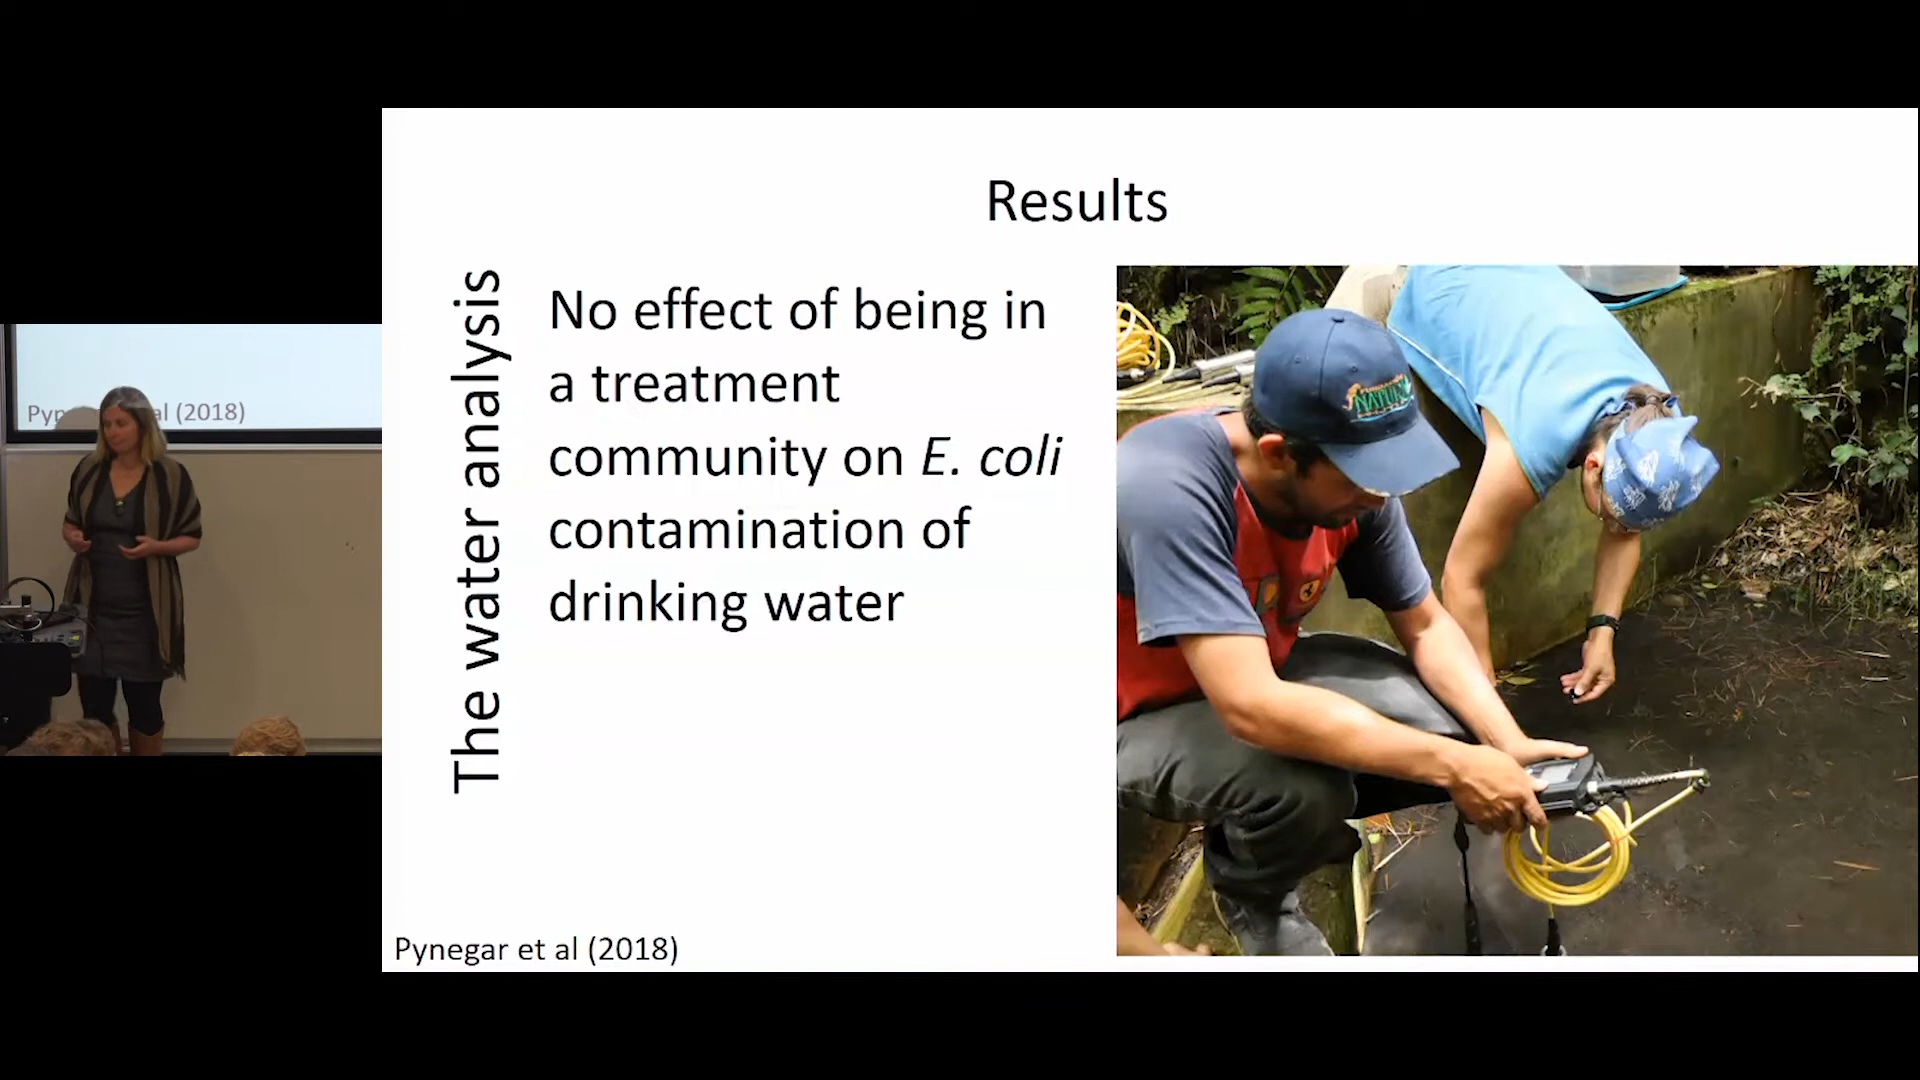 Results
The water analysis
No effect of being in
a treatment
community on E. coli
contamination of
drinking water
Pynegar et al (2018)
al (2018)
NATURA